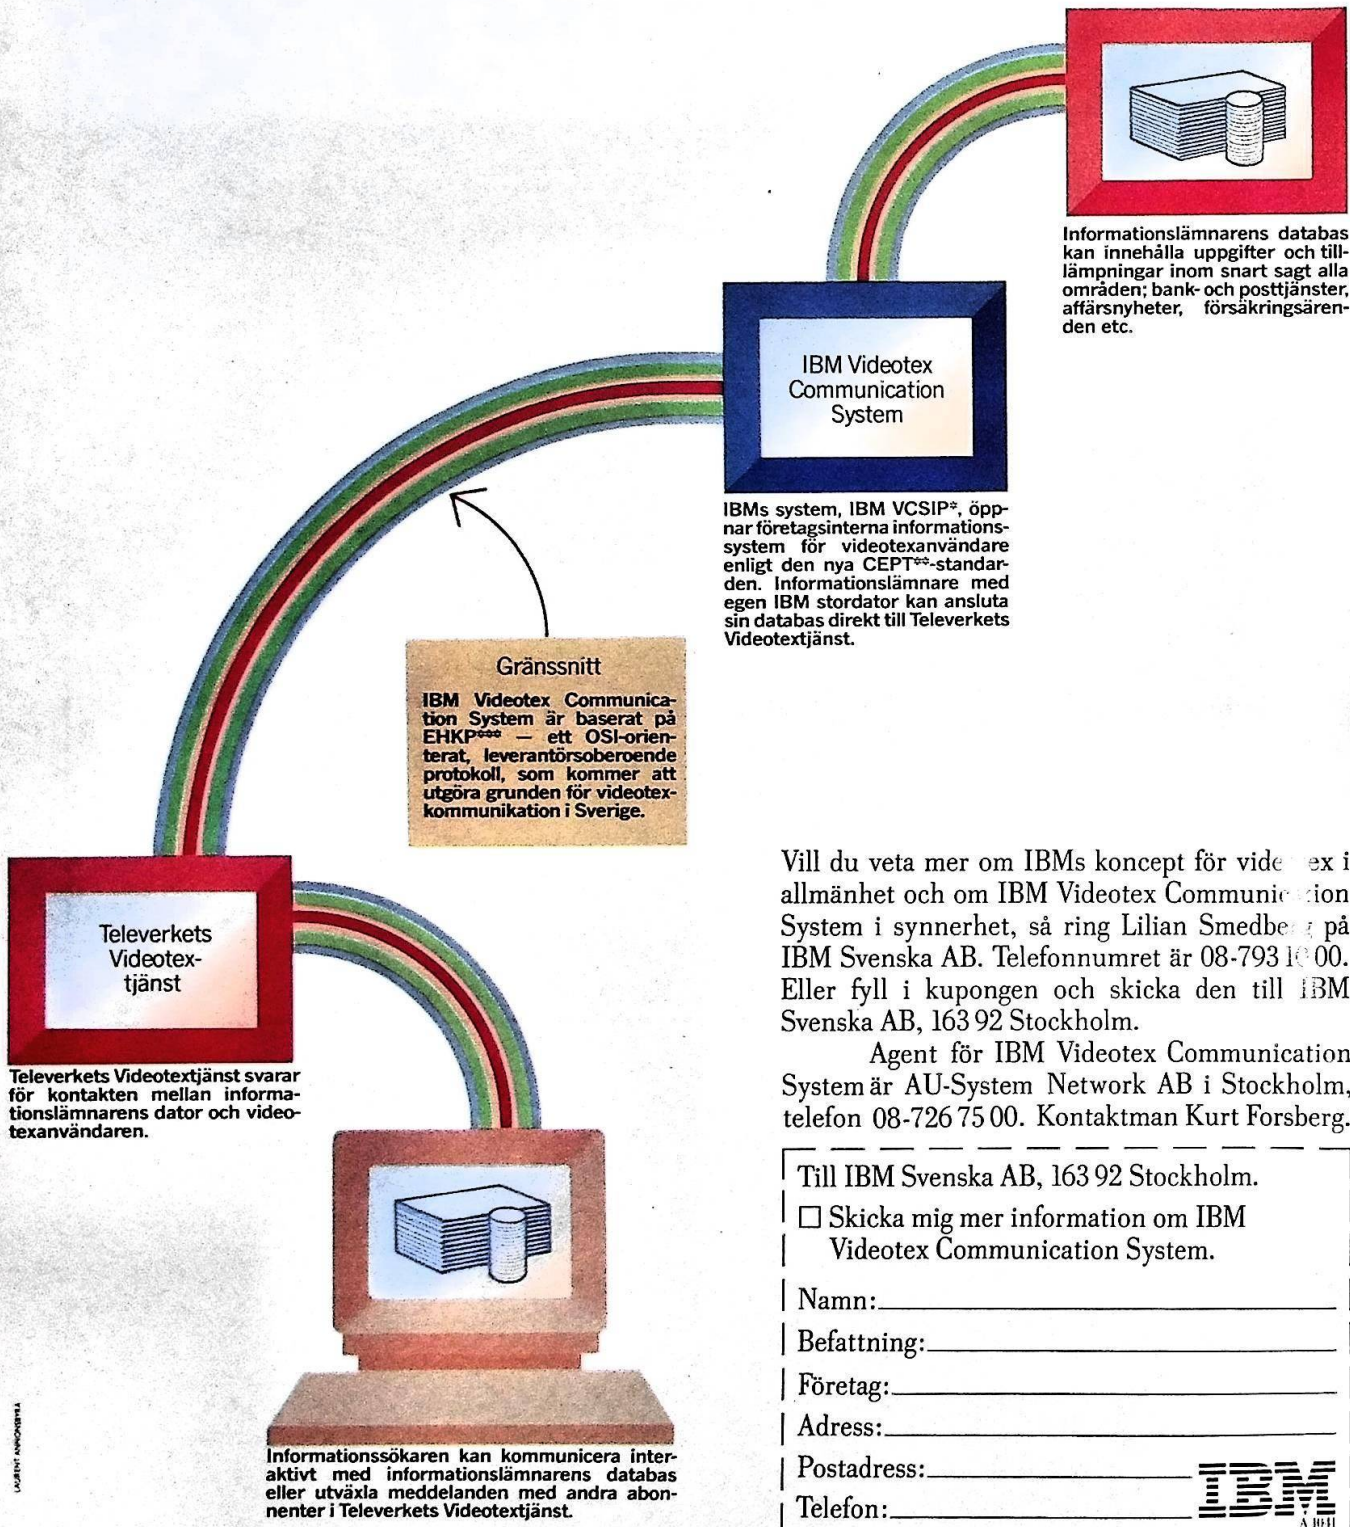 Informationslämnarens databas
kan innehålla uppgifter och till-
lämpningar inom snart sagt alla
områden; bank- och posttjänster,
affärsnyheter, försäkringsären-
den etc.
IBM Videotex
Communication
System
IBMs system, IBM VCSIP*, öpp-
nar företagsinterna informations-
system för videotexanvändare
enligt den nya CEPT**-standar-
den. Informationslämnare med
egen IBM stordator kan ansluta
sin databas direkt till Televerkets
Videotextjänst.
Gränssnitt
IBM Videotex Communica-
tion System är baserat på
EHKP*** — ett OSI-orien-
terat, leverantörsoberoende
protokoll, som kommer att
utgöra grunden för videotex-
kommunikation i Sverige.
Televerkets
Videotex-
tjänst
Televerkets Videotextjänst svarar
för kontakten mellan informa-
tionslämnarens dator och video-
texanvändaren.
Informationssökaren kan kommunicera inter-
aktivt med informationslämnarens databas
eller utväxla meddelanden med andra abon-
nenter i Televerkets Videotextjänst.
LAURENT ANNONSBYRÅ
Vill du veta mer om IBMs koncept för i
allmänhet och om IBM Videotex
System i synnerhet, så ring Lilian på
IBM Svenska AB. Telefonnumret är 08-793 00.
Eller fyll i kupongen och skicka den till IBM
Svenska AB, 163 92 Stockholm.
Agent för IBM Videotex Communication
System är AU-System Network AB i Stockholm,
telefon 08-726 75 00. Kontaktman Kurt Forsberg.
Till IBM Svenska AB, 163 92 Stockholm.
☐ Skicka mig mer information om IBM
Videotex Communication System.
Namn:
Befattning:
Företag:
Adress:
Postadress:
Telefon:
IBM